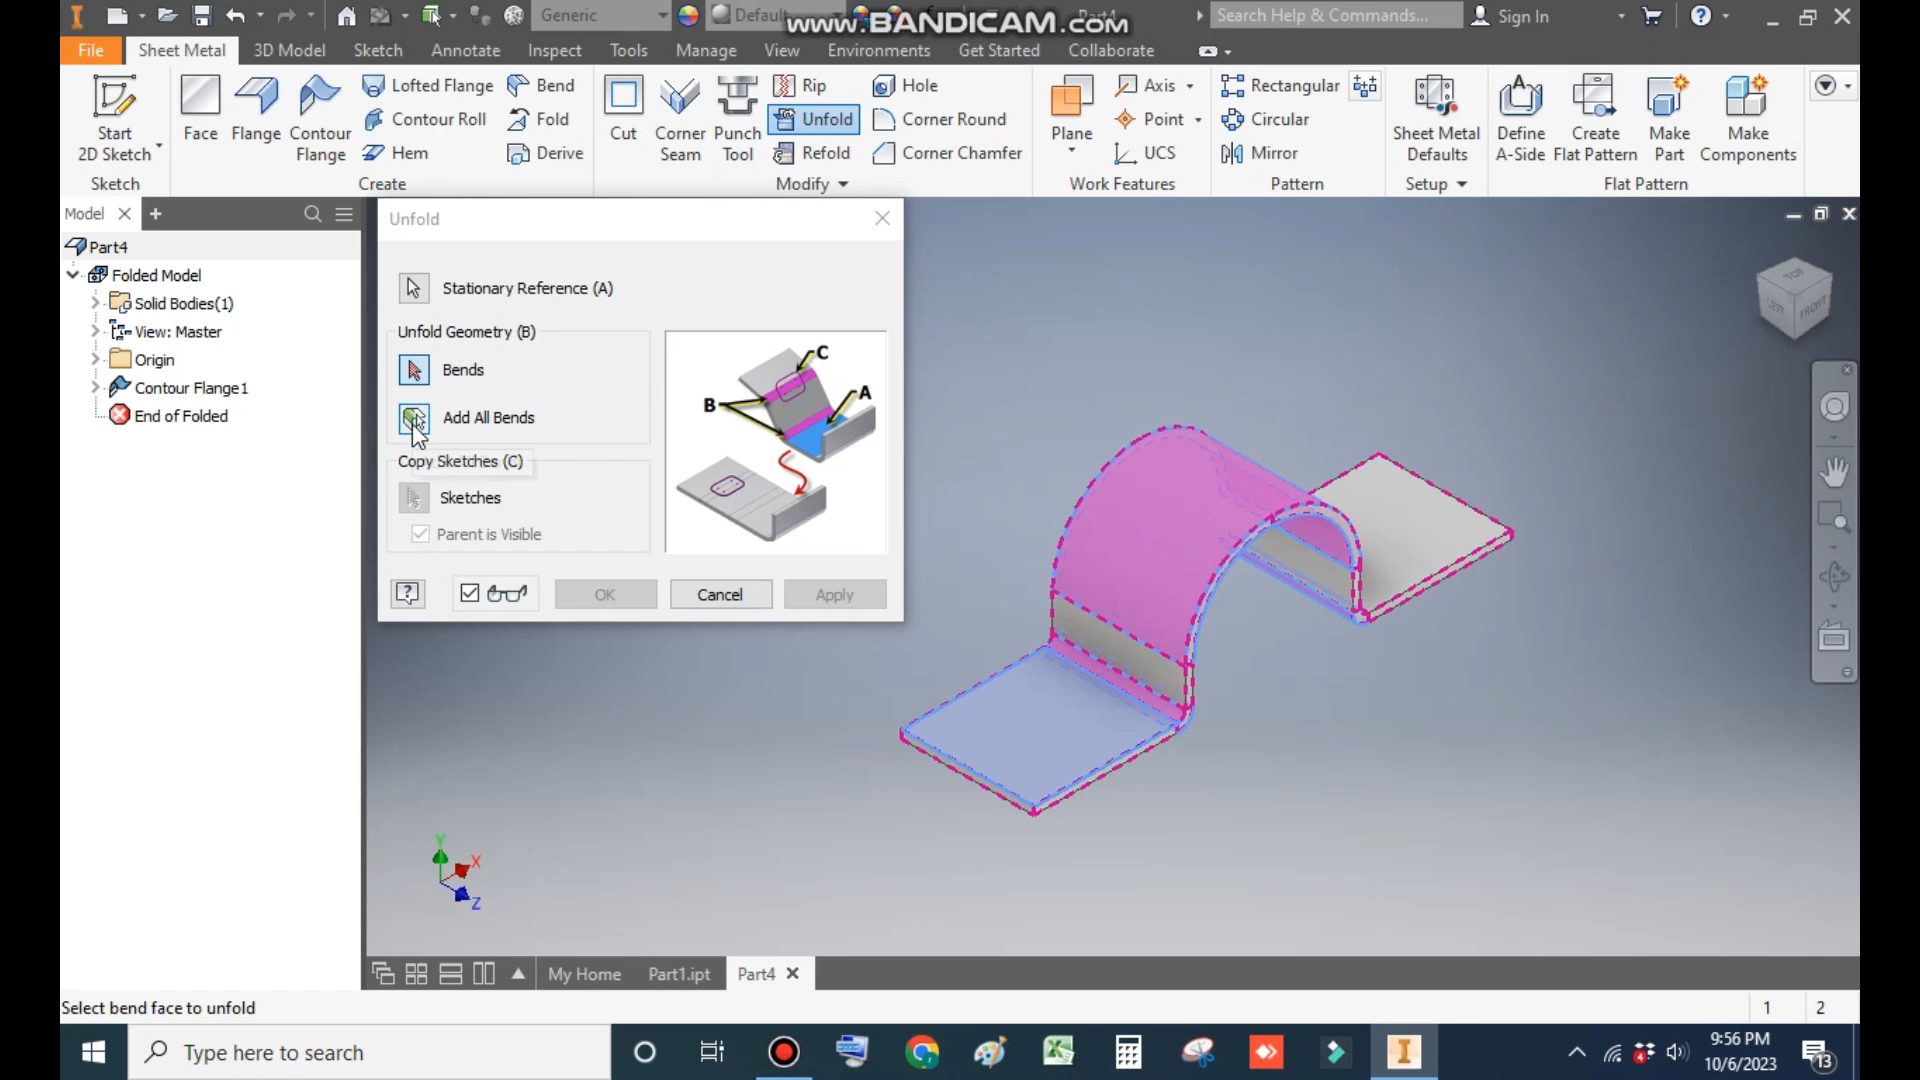 Generic
Default
www.BANDICAM.com
Search Help & Commands...
Sign In
File
Sheet Metal
3D Model
Sketch
Annotate
Inspect
Tools
Manage
View
Environments
Get Started
Collaborate
Start
2D Sketch
Face
Flange
Contour
Flange
Lofted Flange
Contour Roll
Hem
Bend
Fold
Derive
Cut
Corner
Seam
Punch
Tool
Rip
Unfold
Refold
Hole
Corner Round
Corner Chamfer
Plane
Axis
Point
UCS
Rectangular
Circular
Mirror
Sheet Metal
Defaults
Define
A-Side
Create
Flat Pattern
Make
Part
Make
Components
Sketch
Create
Modify
Work Features
Pattern
Setup
Flat Pattern
Model
Part4
Folded Model
Solid Bodies(1)
View: Master
Origin
Contour Flange1
End of Folded
Unfold
Stationary Reference (A)
Unfold Geometry (B)
Bends
Add All Bends
Copy Sketches (C)
Sketches
Parent is Visible
C
A
B
OK
Cancel
Apply
TOP
LEFT
FRONT
Y
X
Z
My Home
Part1.ipt
Part4
Select bend face to unfold
1
2
Type here to search
9:56 PM
10/6/2023
4
13